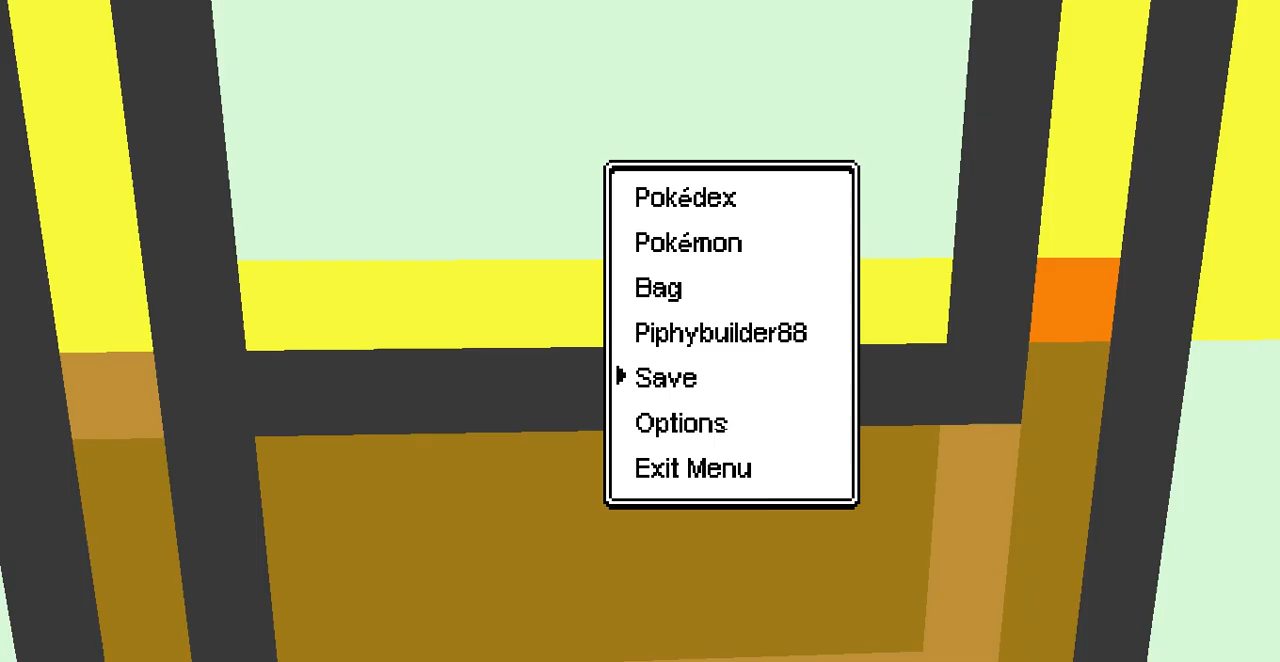 Pokédex
Pokémon
Bag
Piphybuilder88
Save
Options
Exit Menu